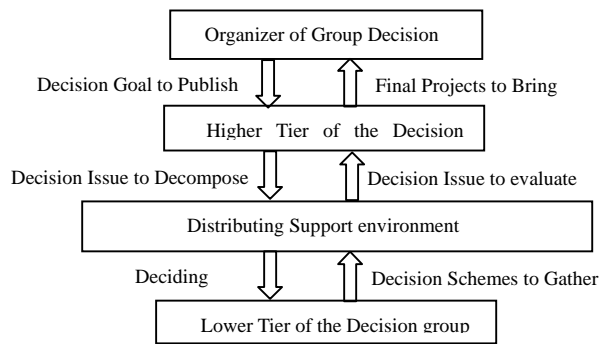 Organizer of Group Decision
Decision Goal to Publish
Final Projects to Bring
Higher Tier of the Decision
Decision Issue to Decompose
Decision Issue to evaluate
Distributing Support environment
Deciding
Decision Schemes to Gather
Lower Tier of the Decision group